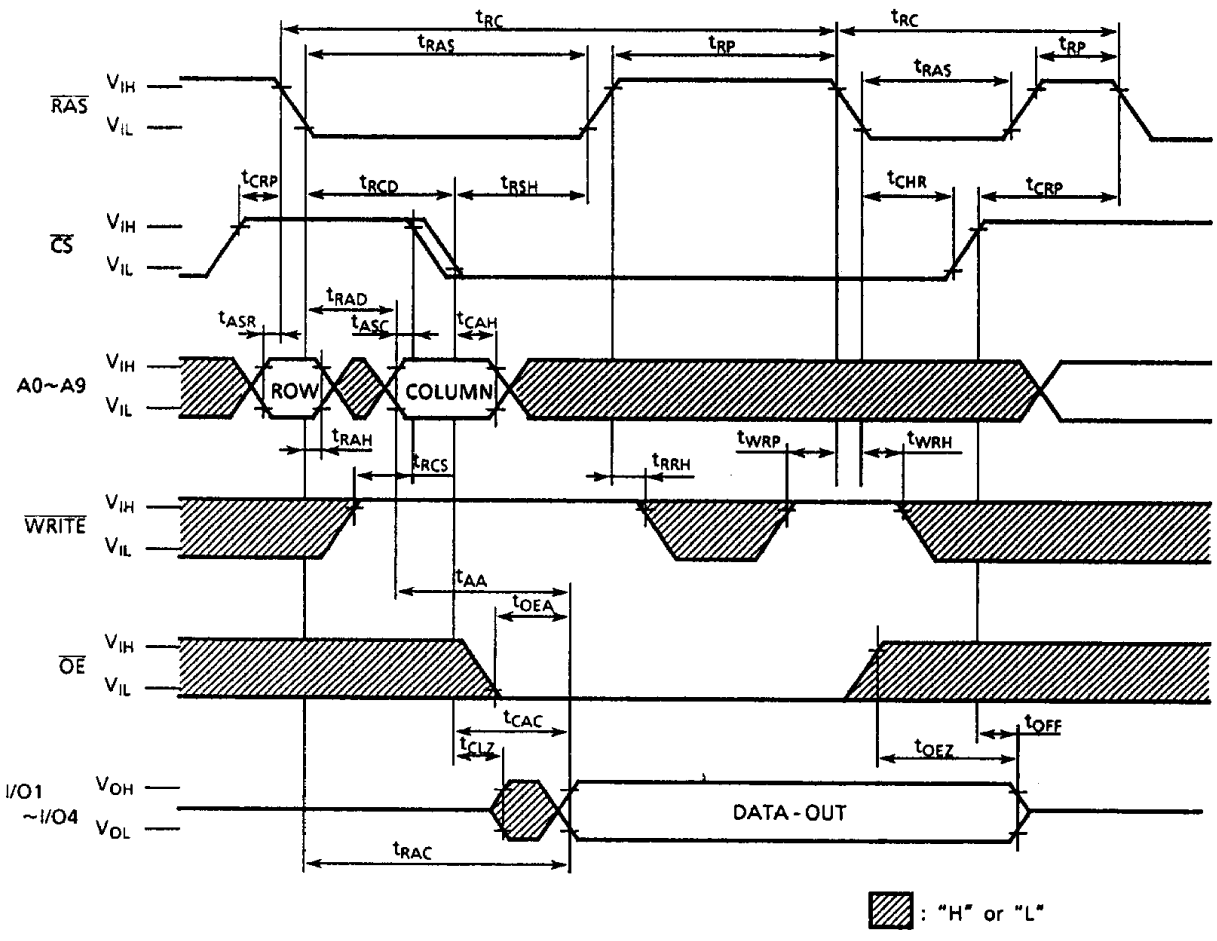 tRC tRC
tRAS tRP tRAS tRP
RAS VIH
VIL
tCRP tRCD tRSH tCHR tCRP
CS VIH
VIL
tRAD
tASR tASC tCAH
A0~A9 VIH
VIL
ROW COLUMN
tRAH tRCS tRRH tWRP tWRH
WRITE VIH
VIL
tAA
tOEA
OE VIH
VIL
tCAC tOFF
tCLZ tOEZ
I/O1
~I/O4
VOH
VOL
DATA-OUT
tRAC
: "H" or "L"